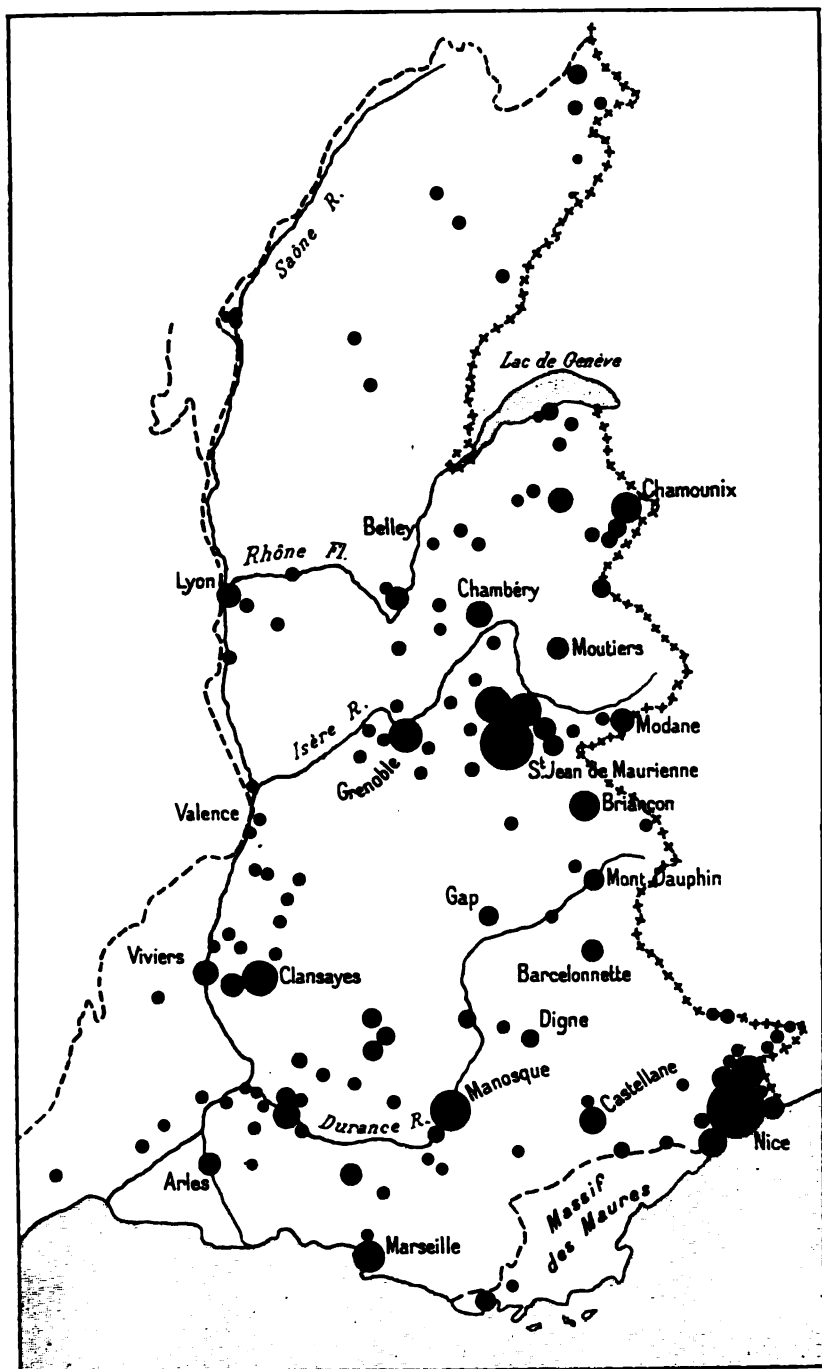 Saône R.
Lac de Genève
Chamounix
Belley
Rhône Fl.
Lyon
Chambéry
Moutiers
Isère R.
Modane
Grenoble
St Jean de Maurienne
Briançon
Valence
Mont Dauphin
Gap
Viviers
Clansayes
Barcelonnette
Digne
Manosque
Castellane
Durance R.
Nice
Arles
Massif
des Maures
Marseille